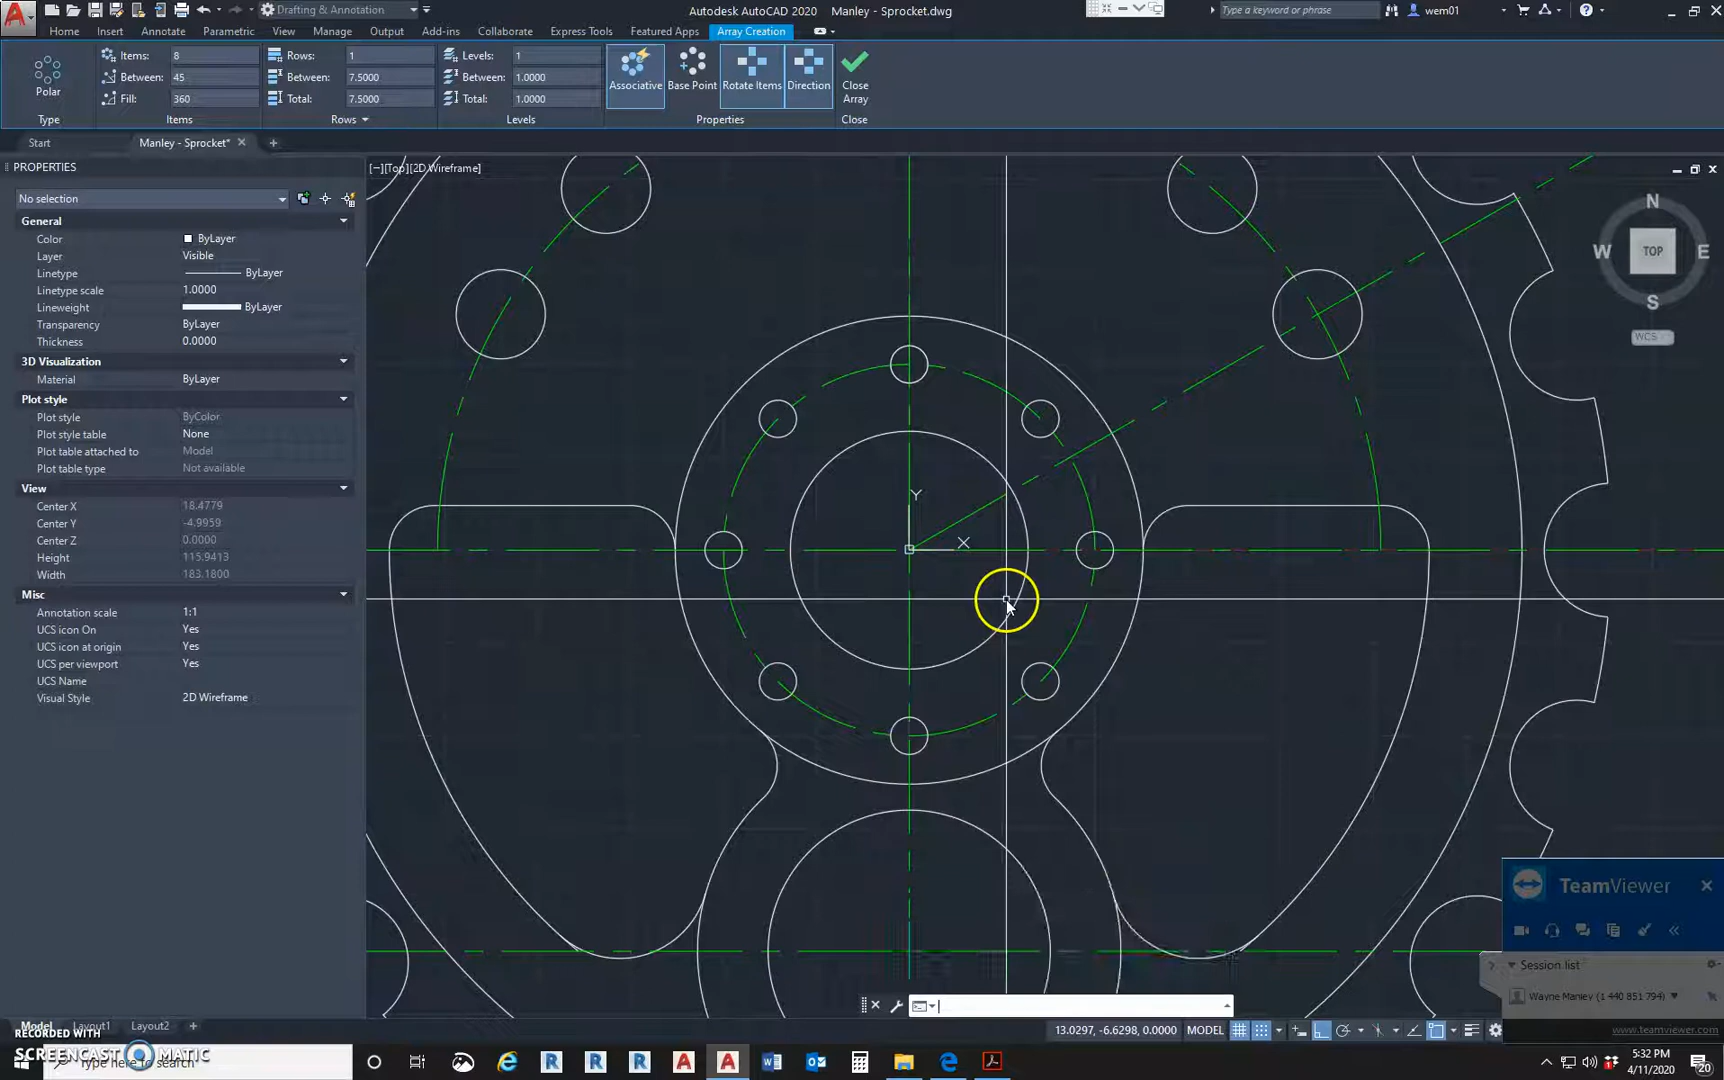 Drafting & Annotation
Autodesk AutoCAD 2020 Manley - Sprocket.dwg
Type a keyword or phrase
wem01
Home Insert Annotate Parametric View Manage Output Add-ins Collaborate Express Tools Featured Apps Array Creation
Polar
Type
Items: 8
Between: 45
Fill: 360
Items
Rows: 1
Between: 7.5000
Total: 7.5000
Rows
Levels: 1
Between: 1.0000
Total: 1.0000
Levels
Associative Base Point Rotate Items Direction
Properties
Close Array
Close
Start
Manley - Sprocket*
PROPERTIES
[−][Top][2D Wireframe]
No selection
General
Color ByLayer
Layer Visible
Linetype ByLayer
Linetype scale 1.0000
Lineweight ByLayer
Transparency ByLayer
Thickness 0.0000
3D Visualization
Material ByLayer
Plot style
Plot style ByColor
Plot style table None
Plot table attached to Model
Plot table type Not available
View
Center X 18.4779
Center Y -4.9959
Center Z 0.0000
Height 115.9413
Width 183.1800
Misc
Annotation scale 1:1
UCS icon On Yes
UCS icon at origin Yes
UCS per viewport Yes
UCS Name
Visual Style 2D Wireframe
N
W TOP E
S
WCS
Y
X
TeamViewer
Session list
Wayne Manley (1 440 851 794)
www.teamviewer.com
Model Layout1 Layout2 +
13.0297, -6.6298, 0.0000 MODEL
RECORDED WITH
SCREENCAST MATIC
Type here to search
5:32 PM
4/11/2020
20